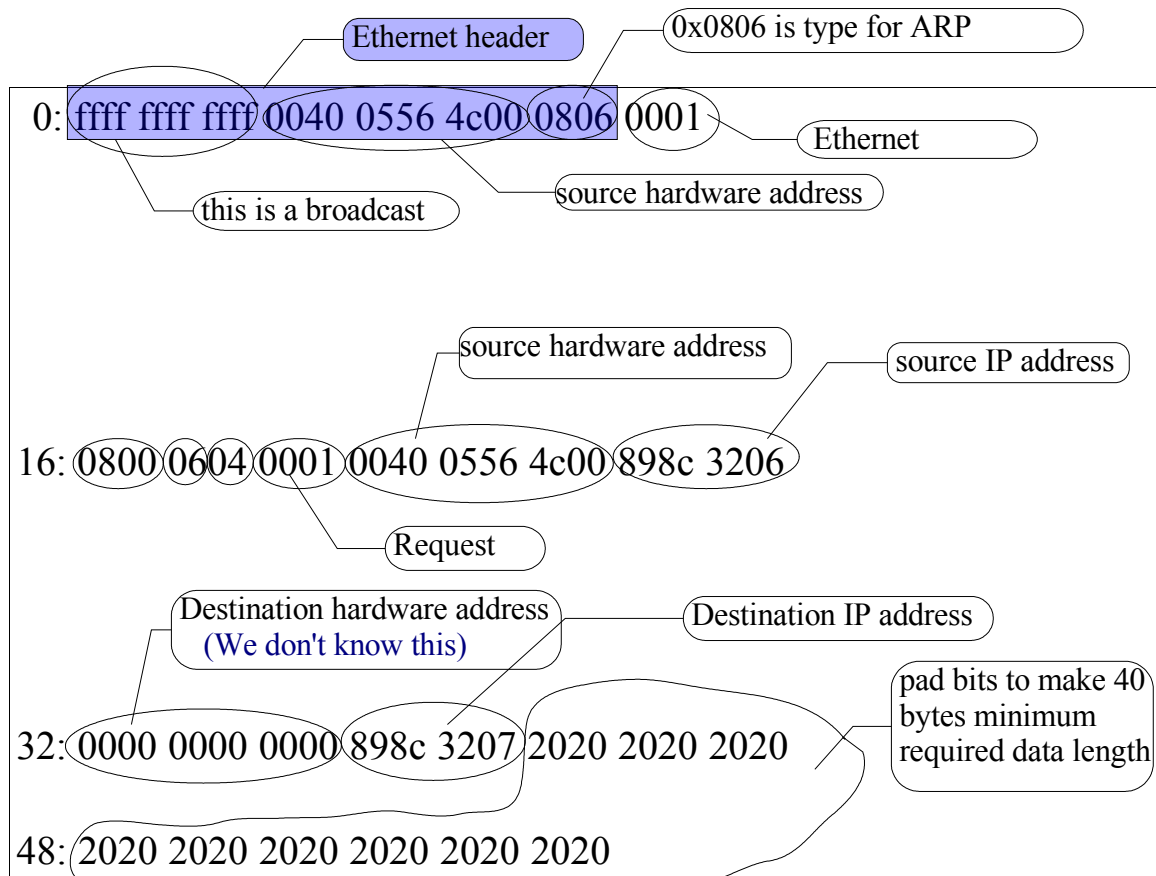 Ethernet header
0x0806 is type for ARP
0: ffff ffff ffff 0040 0556 4c00 0806 0001
Ethernet
source hardware address
this is a broadcast
source hardware address
source IP address
16: 0800 06 04 0001 0040 0556 4c00 898c 3206
Request
Destination hardware address
(We don't know this)
Destination IP address
pad bits to make 40
bytes minimum
required data length
32: 0000 0000 0000 898c 3207 2020 2020 2020
48: 2020 2020 2020 2020 2020 2020